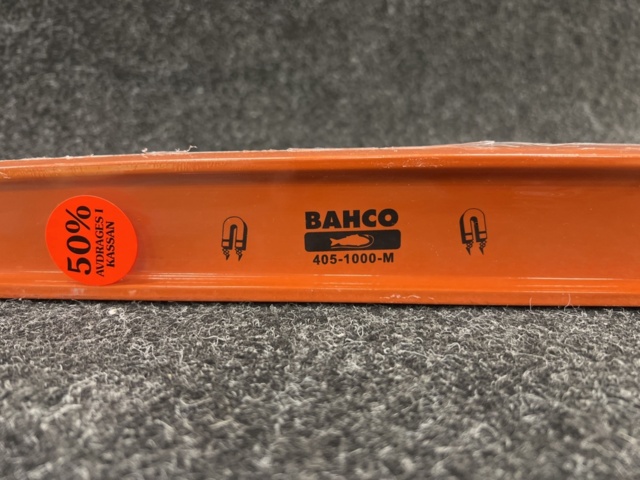 50%
AVDRAGES I
KASSAN
BAHCO
405-1000-M